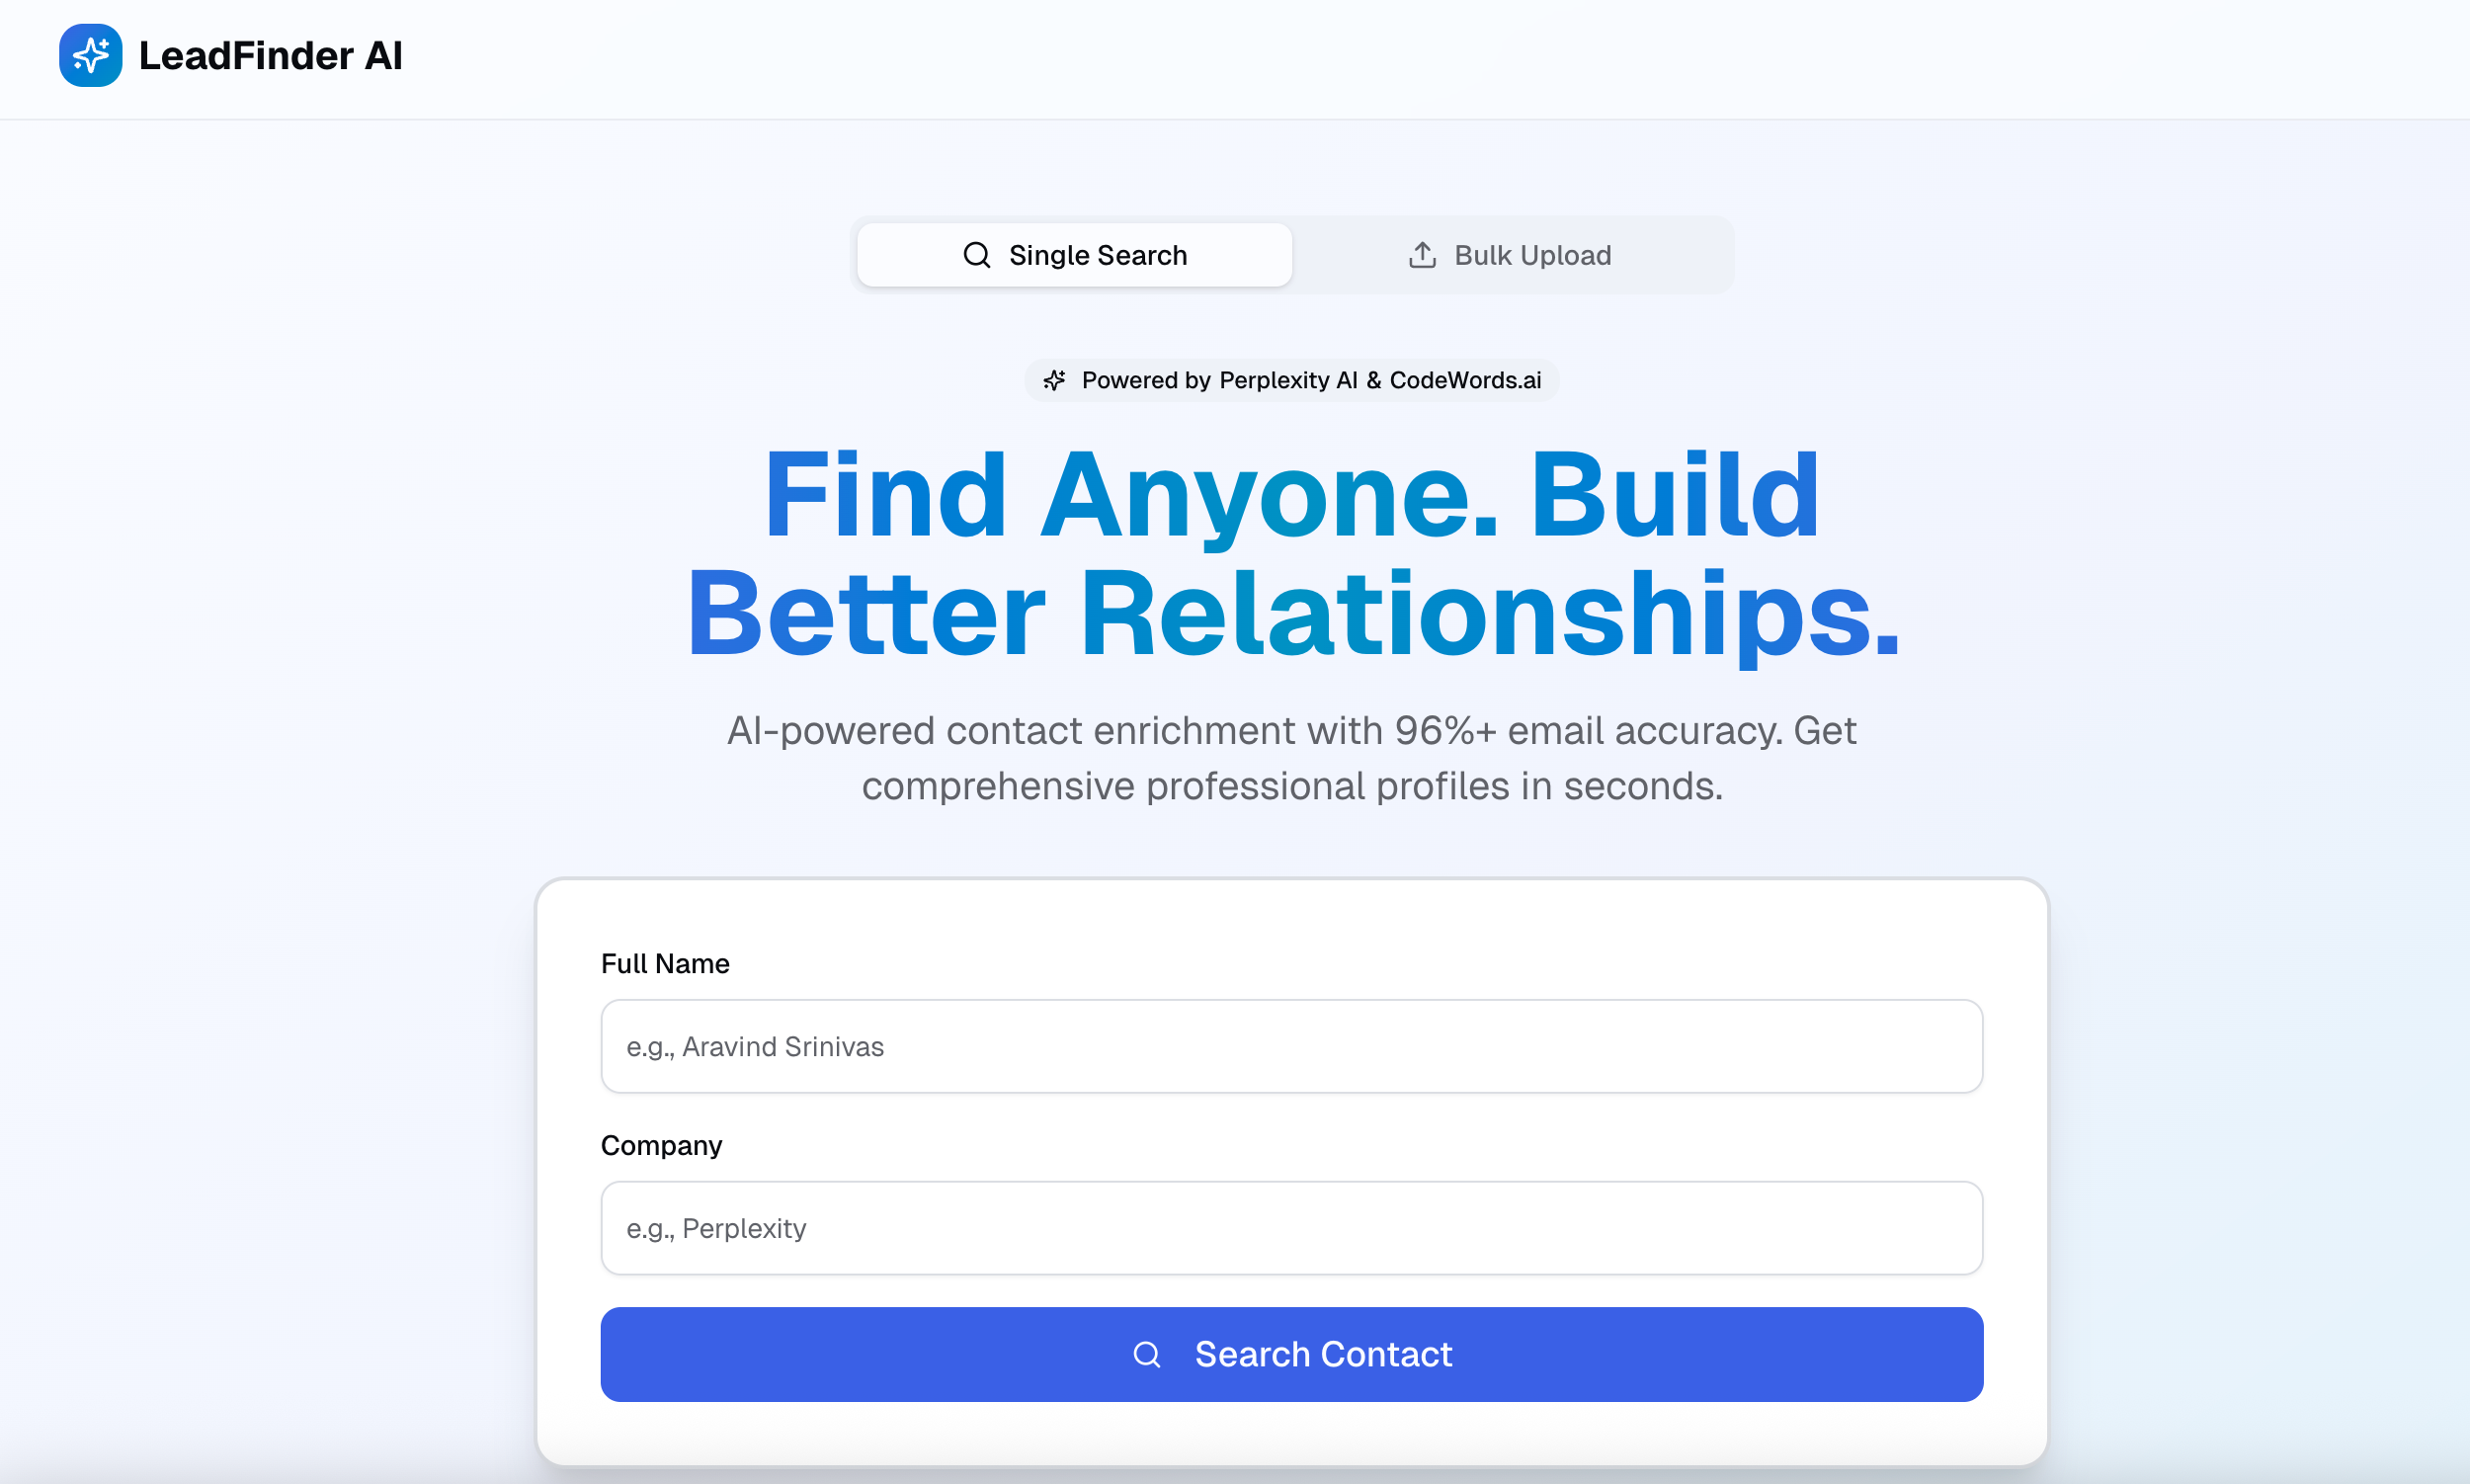 LeadFinder AI
Single Search
Bulk Upload
Powered by Perplexity AI & CodeWords.ai
Find Anyone. Build
Better Relationships.
AI-powered contact enrichment with 96%+ email accuracy. Get
comprehensive professional profiles in seconds.
Full Name
e.g., Aravind Srinivas
Company
e.g., Perplexity
Search Contact